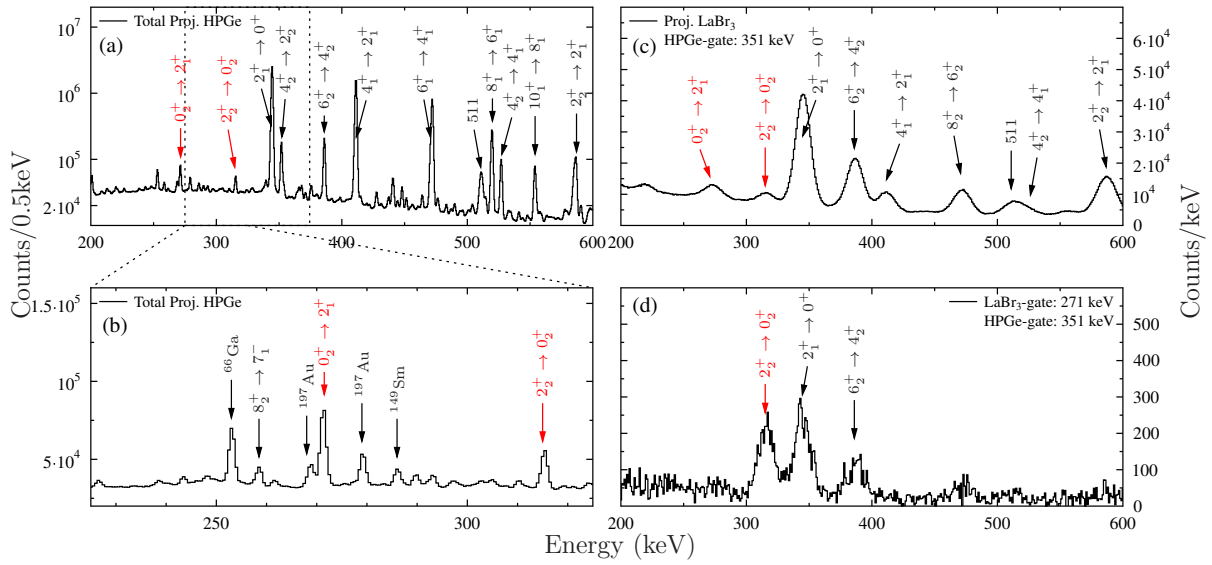 10⁷
10⁶
10⁵
2·10⁴
Total Proj. HPGe
(a)
0₂⁺ → 2₁⁺
2₂⁺ → 0₂⁺
2₁⁺ → 0⁺
4₂⁺ → 2₂⁺
6₂⁺ → 4₂⁺
4₁⁺ → 2₁⁺
6₁⁺ → 4₁⁺
511
8₁⁺ → 6₁⁺
4₂⁺ → 4₁⁺
10₁⁺ → 8₁⁺
2₂⁺ → 2₁⁺
200 300 400 500 600
Proj. LaBr₃
HPGe-gate: 351 keV
(c)
0₂⁺ → 2₁⁺
2₂⁺ → 0₂⁺
2₁⁺ → 0⁺
6₂⁺ → 4₂⁺
4₁⁺ → 2₁⁺
8₂⁺ → 6₂⁺
511
4₂⁺ → 4₁⁺
2₂⁺ → 2₁⁺
6·10⁴
5·10⁴
4·10⁴
3·10⁴
2·10⁴
10⁴
0
200 300 400 500 600
Counts/0.5keV
Counts/keV
1.5·10⁵
10⁵
5·10⁴
Total Proj. HPGe
(b)
⁶⁶Ga
8₂⁺ → 7₁⁻
¹⁹⁷Au
0₂⁺ → 2₁⁺
¹⁹⁷Au
¹⁴⁹Sm
2₂⁺ → 0₂⁺
250 300
(d)
LaBr₃-gate: 271 keV
HPGe-gate: 351 keV
2₂⁺ → 0₂⁺
2₁⁺ → 0⁺
6₂⁺ → 4₂⁺
500
400
300
200
100
0
200 300 400 500 600
Energy (keV)